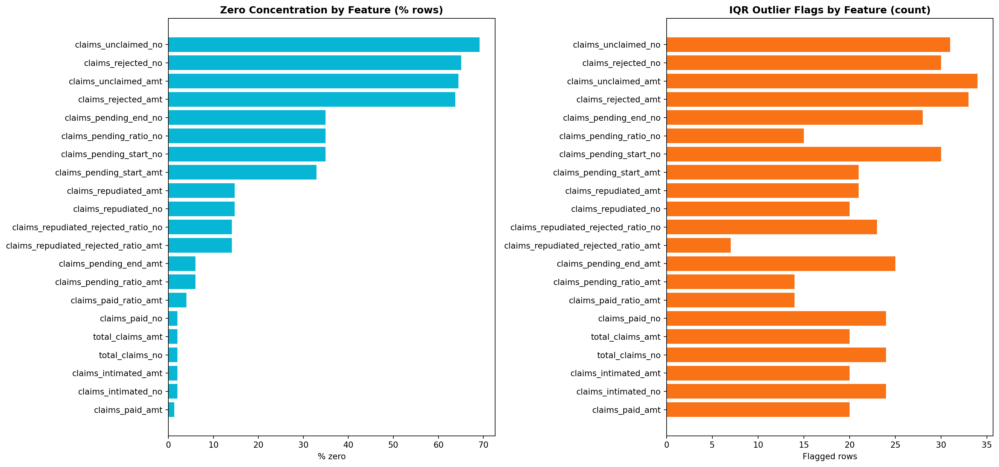 Zero Concentration by Feature (% rows)
claims_unclaimed_no
claims_rejected_no
claims_unclaimed_amt
claims_rejected_amt
claims_pending_end_no
claims_pending_ratio_no
claims_pending_start_no
claims_pending_start_amt
claims_repudiated_amt
claims_repudiated_no
claims_repudiated_rejected_ratio_no
claims_repudiated_rejected_ratio_amt
claims_pending_end_amt
claims_pending_ratio_amt
claims_paid_ratio_amt
claims_paid_no
total_claims_amt
total_claims_no
claims_intimated_amt
claims_intimated_no
claims_paid_amt
0 10 20 30 40 50 60 70
% zero
IQR Outlier Flags by Feature (count)
claims_unclaimed_no
claims_rejected_no
claims_unclaimed_amt
claims_rejected_amt
claims_pending_end_no
claims_pending_ratio_no
claims_pending_start_no
claims_pending_start_amt
claims_repudiated_amt
claims_repudiated_no
claims_repudiated_rejected_ratio_no
claims_repudiated_rejected_ratio_amt
claims_pending_end_amt
claims_pending_ratio_amt
claims_paid_ratio_amt
claims_paid_no
total_claims_amt
total_claims_no
claims_intimated_amt
claims_intimated_no
claims_paid_amt
0 5 10 15 20 25 30 35
Flagged rows